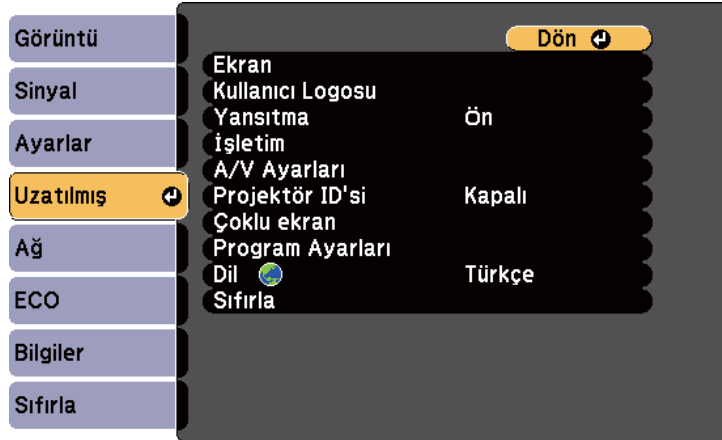 Görüntü
Sinyal
Ayarlar
Uzatılmış
Ağ
ECO
Bilgiler
Sıfırla
Dön
Ekran
Kullanıcı Logosu
Yansıtma Ön
İşletim
A/V Ayarları
Projektör ID'si Kapalı
Çoklu ekran
Program Ayarları
Dil Türkçe
Sıfırla